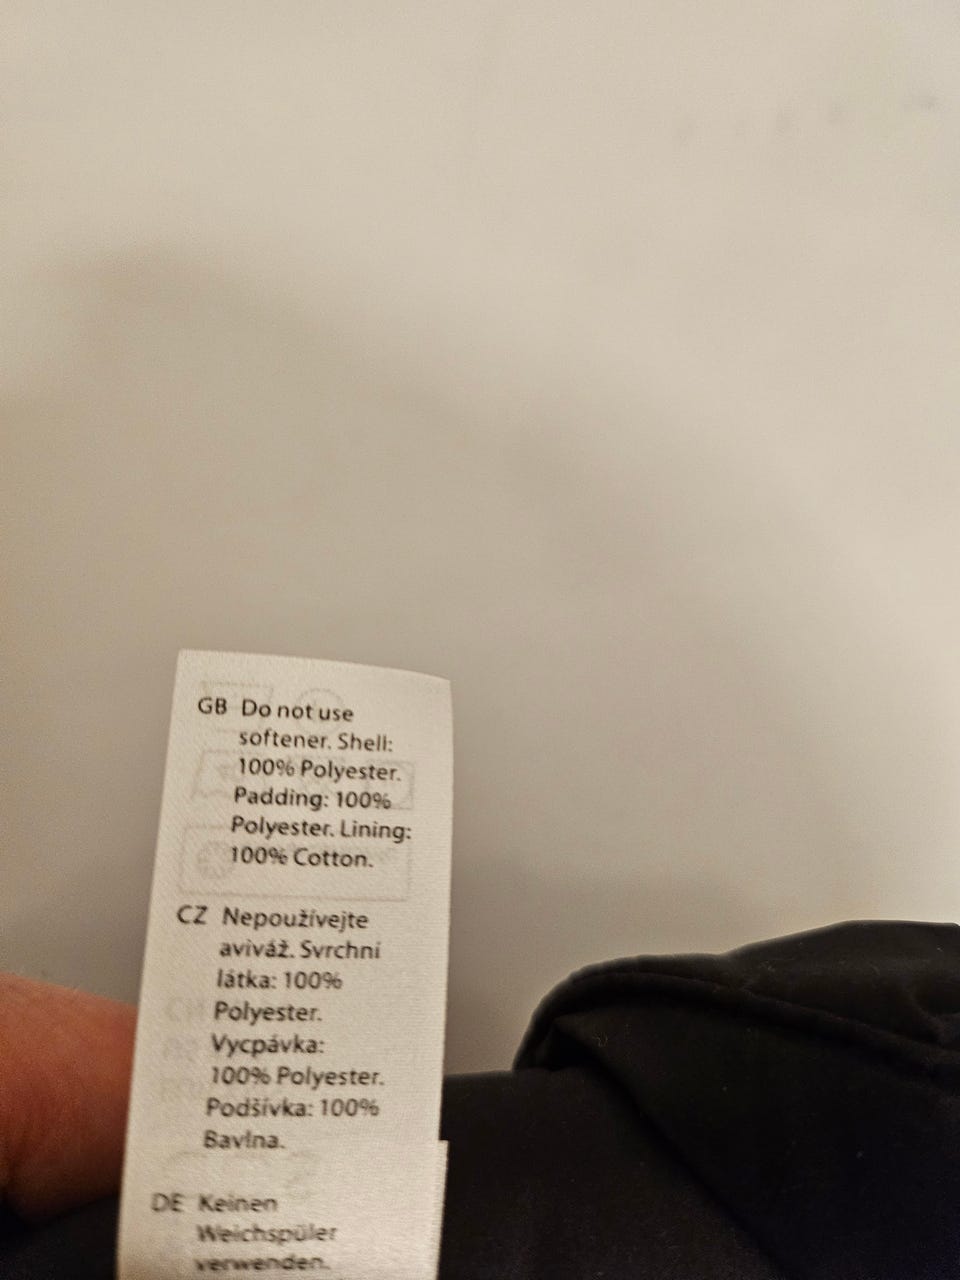 GB Do not use
softener. Shell:
100% Polyester.
Padding: 100%
Polyester. Lining:
100% Cotton.
CZ Nepoužívejte
aviváž. Svrchní
látka: 100%
Polyester.
Vycpávka:
100% Polyester.
Podšívka: 100%
Bavlna.
DE Keinen
Weichspüler
verwenden.